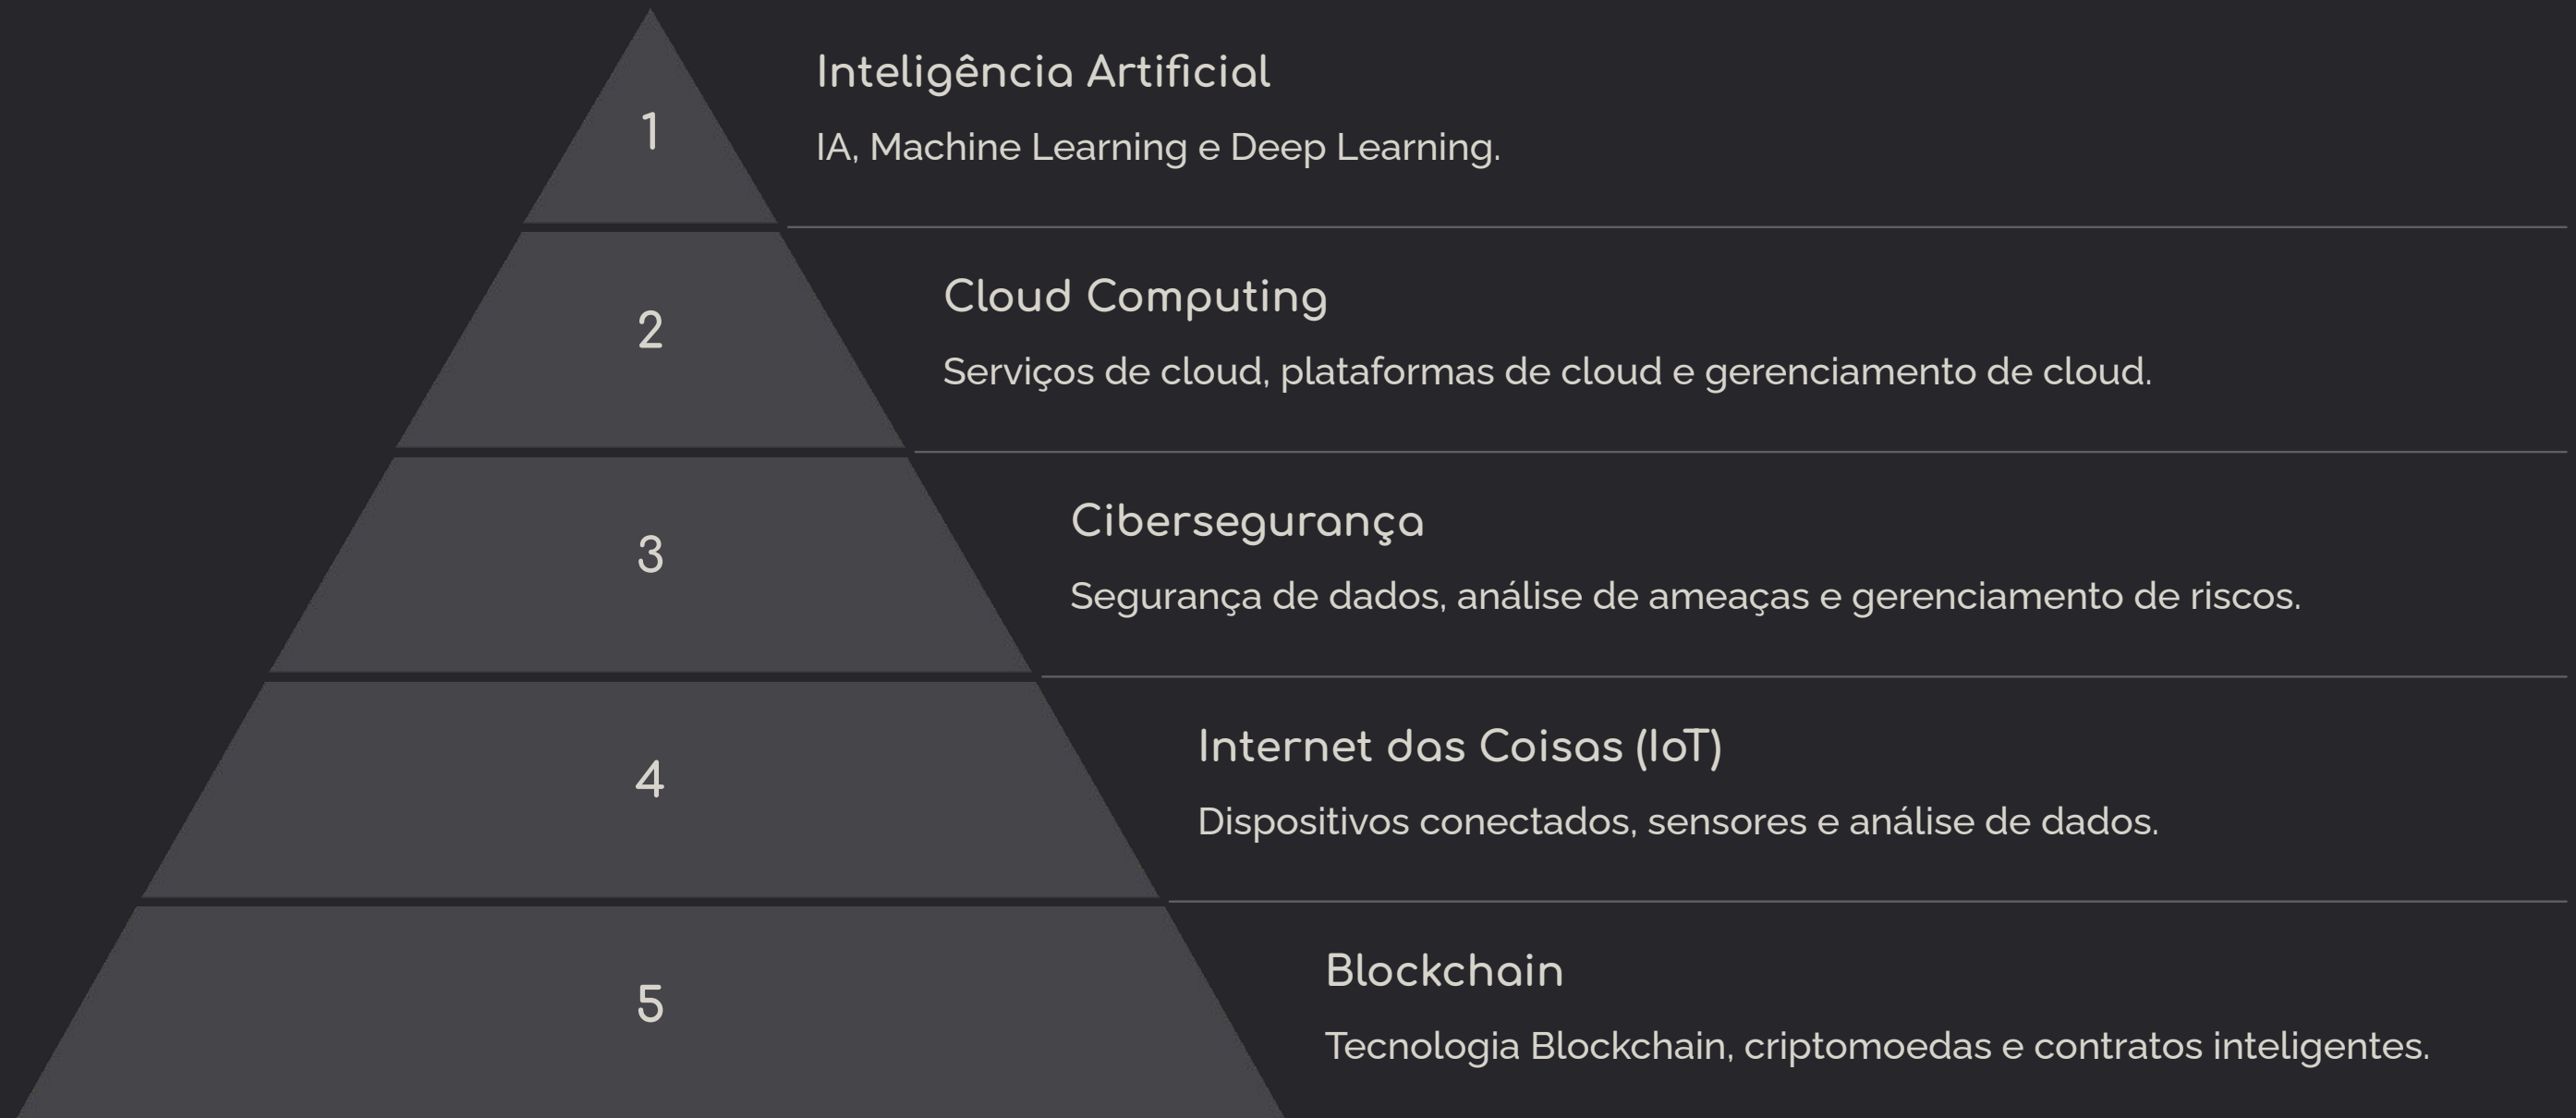 1
Inteligência Artificial
IA, Machine Learning e Deep Learning.
2
Cloud Computing
Serviços de cloud, plataformas de cloud e gerenciamento de cloud.
3
Cibersegurança
Segurança de dados, análise de ameaças e gerenciamento de riscos.
4
Internet das Coisas (IoT)
Dispositivos conectados, sensores e análise de dados.
5
Blockchain
Tecnologia Blockchain, criptomoedas e contratos inteligentes.